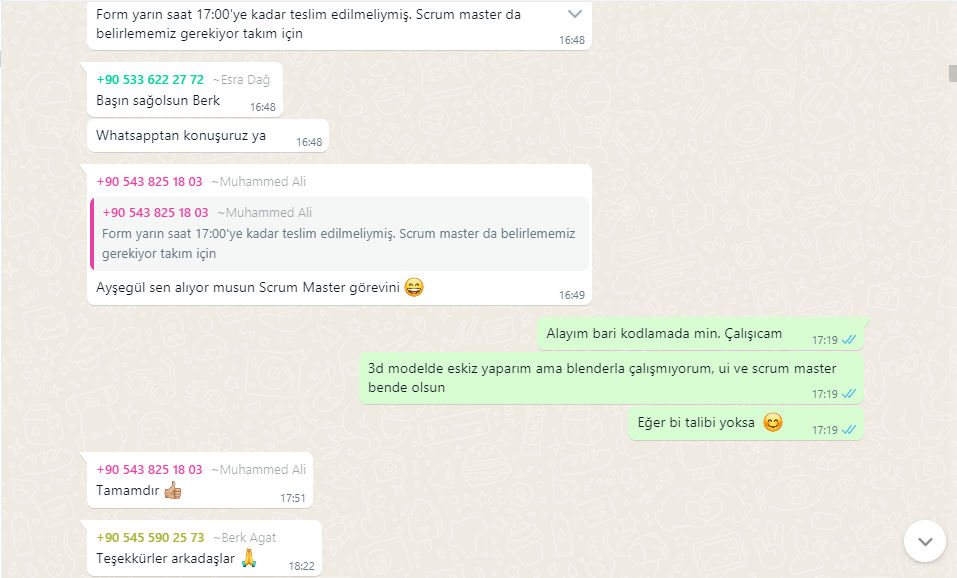 Form yarın saat 17:00'ye kadar teslim edilmeliymiş. Scrum master da
belirlememiz gerekiyor takım için
16:48
+90 533 622 27 72 ~Esra Dağ
Başın sağolsun Berk
16:48
Whatsapptan konuşuruz ya
16:48
+90 543 825 18 03 ~Muhammed Ali
+90 543 825 18 03 ~Muhammed Ali
Form yarın saat 17:00'ye kadar teslim edilmeliymiş. Scrum master da belirlememiz
gerekiyor takım için
Ayşegül sen alıyor musun Scrum Master görevini 😄
16:49
Alayım bari kodlamada min. Çalışıcam
17:19
3d modelde eskiz yaparım ama blenderla çalışmıyorum, ui ve scrum master
bende olsun
17:19
Eğer bi talibi yoksa 😊
17:19
+90 543 825 18 03 ~Muhammed Ali
Tamamdır 👍🏼
17:51
+90 545 590 25 73 ~Berk Agat
Teşekkürler arkadaşlar 🙏
18:22